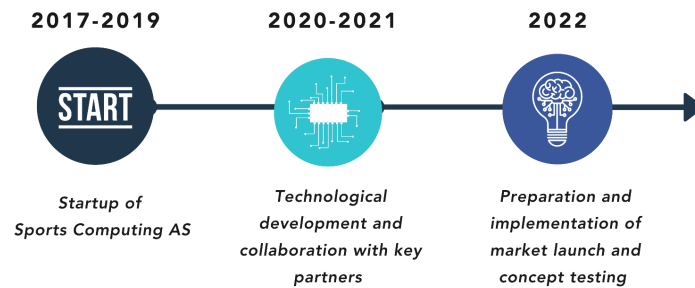 2017-2019
2020-2021
2022
START
Startup of
Sports Computing AS
Technological
development and
collaboration with key
partners
Preparation and
implementation of
market launch and
concept testing